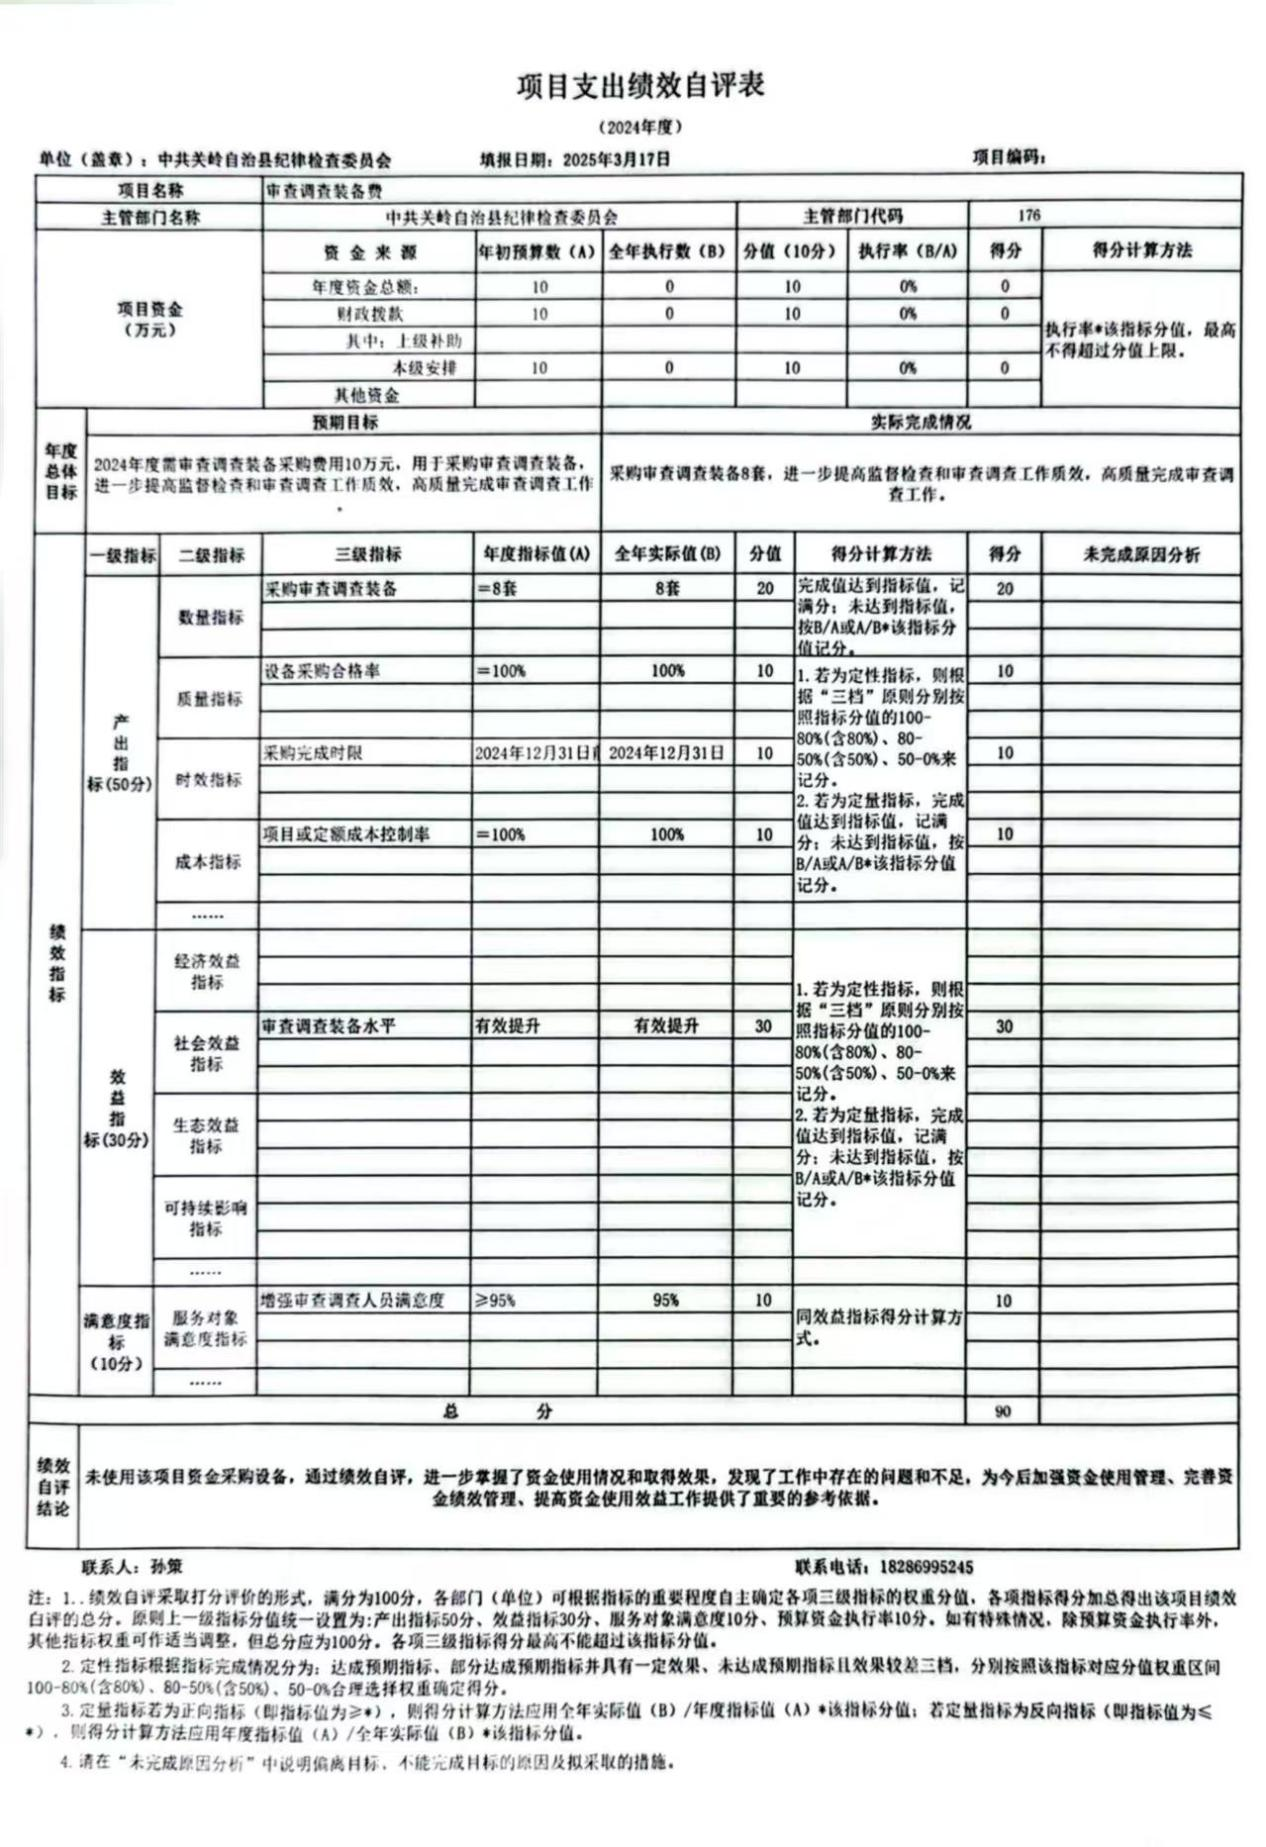 项目支出绩效自评表
（2024年度）
单位（盖章）：中共关岭自治县纪律检查委员会 填报日期：2025年3月17日 项目编码：
项目名称 审查调查装备费
主管部门名称 中共关岭自治县纪律检查委员会 主管部门代码 176
项目资金
（万元）
资金来源 年初预算数（A） 全年执行数（B） 分值（10分） 执行率（B/A） 得分 得分计算方法
年度资金总额： 10 0 10 0% 0
财政拨款 10 0 10 0% 0
其中：上级补助
本级安排 10 0 10 0% 0
其他资金
执行率*该指标分值，最高
不得超过分值上限。
年度
总体
目标
预期目标 实际完成情况
2024年度需审查调查装备采购费用10万元，用于采购审查调查装备，
进一步提高监督检查和审查调查工作质效，高质量完成审查调查工作
。
采购审查调查装备8套，进一步提高监督检查和审查调查工作质效，高质量完成审查调
查工作。
绩
效
指
标
一级指标 二级指标 三级指标 年度指标值(A) 全年实际值(B) 分值 得分计算方法 得分 未完成原因分析
产
出
指
标(50分)
数量指标 采购审查调查装备 =8套 8套 20 20
完成值达到指标值，记
满分；未达到指标值，
按B/A或A/B*该指标分
值记分。
质量指标 设备采购合格率 =100% 100% 10 10
时效指标 采购完成时限 2024年12月31日前 2024年12月31日 10 10
成本指标 项目或定额成本控制率 =100% 100% 10 10
……
1.若为定性指标，则根
据“三档”原则分别按
照指标分值的100-
80%(含80%)、80-
50%(含50%)、50-0%来
记分。
2.若为定量指标，完成
值达到指标值，记满
分；未达到指标值，按
B/A或A/B*该指标分值
记分。
效
益
指
标(30分)
经济效益
指标
社会效益
指标
审查调查装备水平 有效提升 有效提升 30 30
生态效益
指标
可持续影响
指标
……
1.若为定性指标，则根
据“三档”原则分别按
照指标分值的100-
80%(含80%)、80-
50%(含50%)、50-0%来
记分。
2.若为定量指标，完成
值达到指标值，记满
分；未达到指标值，按
B/A或A/B*该指标分值
记分。
满意度指
标
（10分）
服务对象
满意度指标
增强审查调查人员满意度 ≥95% 95% 10 10
同效益指标得分计算方
式。
……
总 分 90
绩效
自评
结论
未使用该项目资金采购设备，通过绩效自评，进一步掌握了资金使用情况和取得效果，发现了工作中存在的问题和不足，为今后加强资金使用管理、完善资
金绩效管理、提高资金使用效益工作提供了重要的参考依据。
联系人：孙策 联系电话：18286995245
注：1..绩效自评采取打分评价的形式，满分为100分，各部门（单位）可根据指标的重要程度自主确定各项三级指标的权重分值，各项指标得分加总得出该项目绩效
自评的总分。原则上一级指标分值统一设置为:产出指标50分、效益指标30分、服务对象满意度10分、预算资金执行率10分。如有特殊情况，除预算资金执行率外，
其他指标权重可作适当调整，但总分应为100分。各项三级指标得分最高不能超过该指标分值。
2.定性指标根据指标完成情况分为：达成预期指标、部分达成预期指标并具有一定效果、未达成预期指标且效果较差三档，分别按照该指标对应分值权重区间
100-80%(含80%)、80-50%(含50%)、50-0%合理选择权重确定得分。
3.定量指标若为正向指标（即指标值为≥*），则得分计算方法应用全年实际值（B）/年度指标值（A）*该指标分值；若定量指标为反向指标（即指标值为≤
*），则得分计算方法应用年度指标值（A）/全年实际值（B）*该指标分值。
4.请在“未完成原因分析”中说明偏离目标、不能完成目标的原因及拟采取的措施。